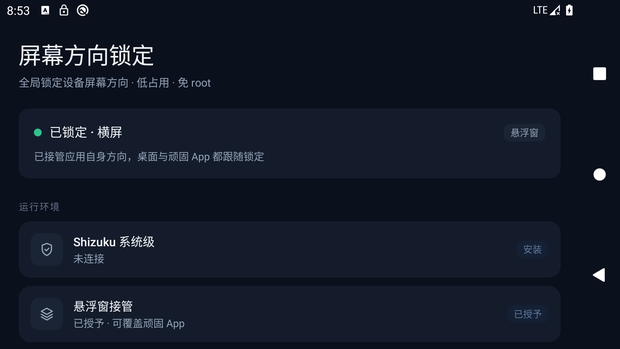 8:53
LTE
屏幕方向锁定
全局锁定设备屏幕方向 · 低占用 · 免 root
已锁定 · 横屏
悬浮窗
已接管应用自身方向，桌面与顽固 App 都跟随锁定
运行环境
Shizuku 系统级
安装
未连接
悬浮窗接管
已授予
已授予 · 可覆盖顽固 App